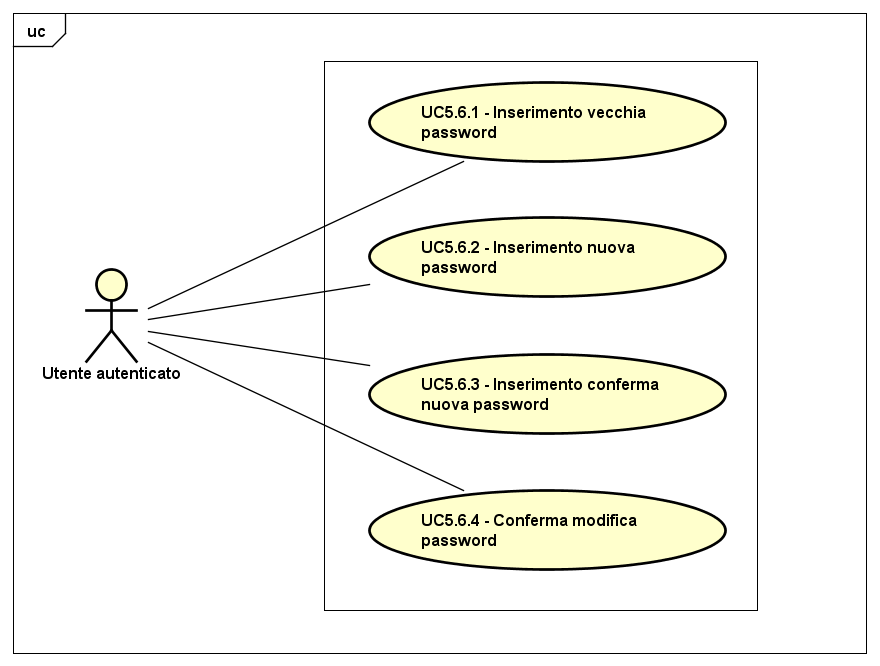 uc
UC5.6.1 - Inserimento vecchia
password
UC5.6.2 - Inserimento nuova
password
Utente autenticato
UC5.6.3 - Inserimento conferma
nuova password
UC5.6.4 - Conferma modifica
password